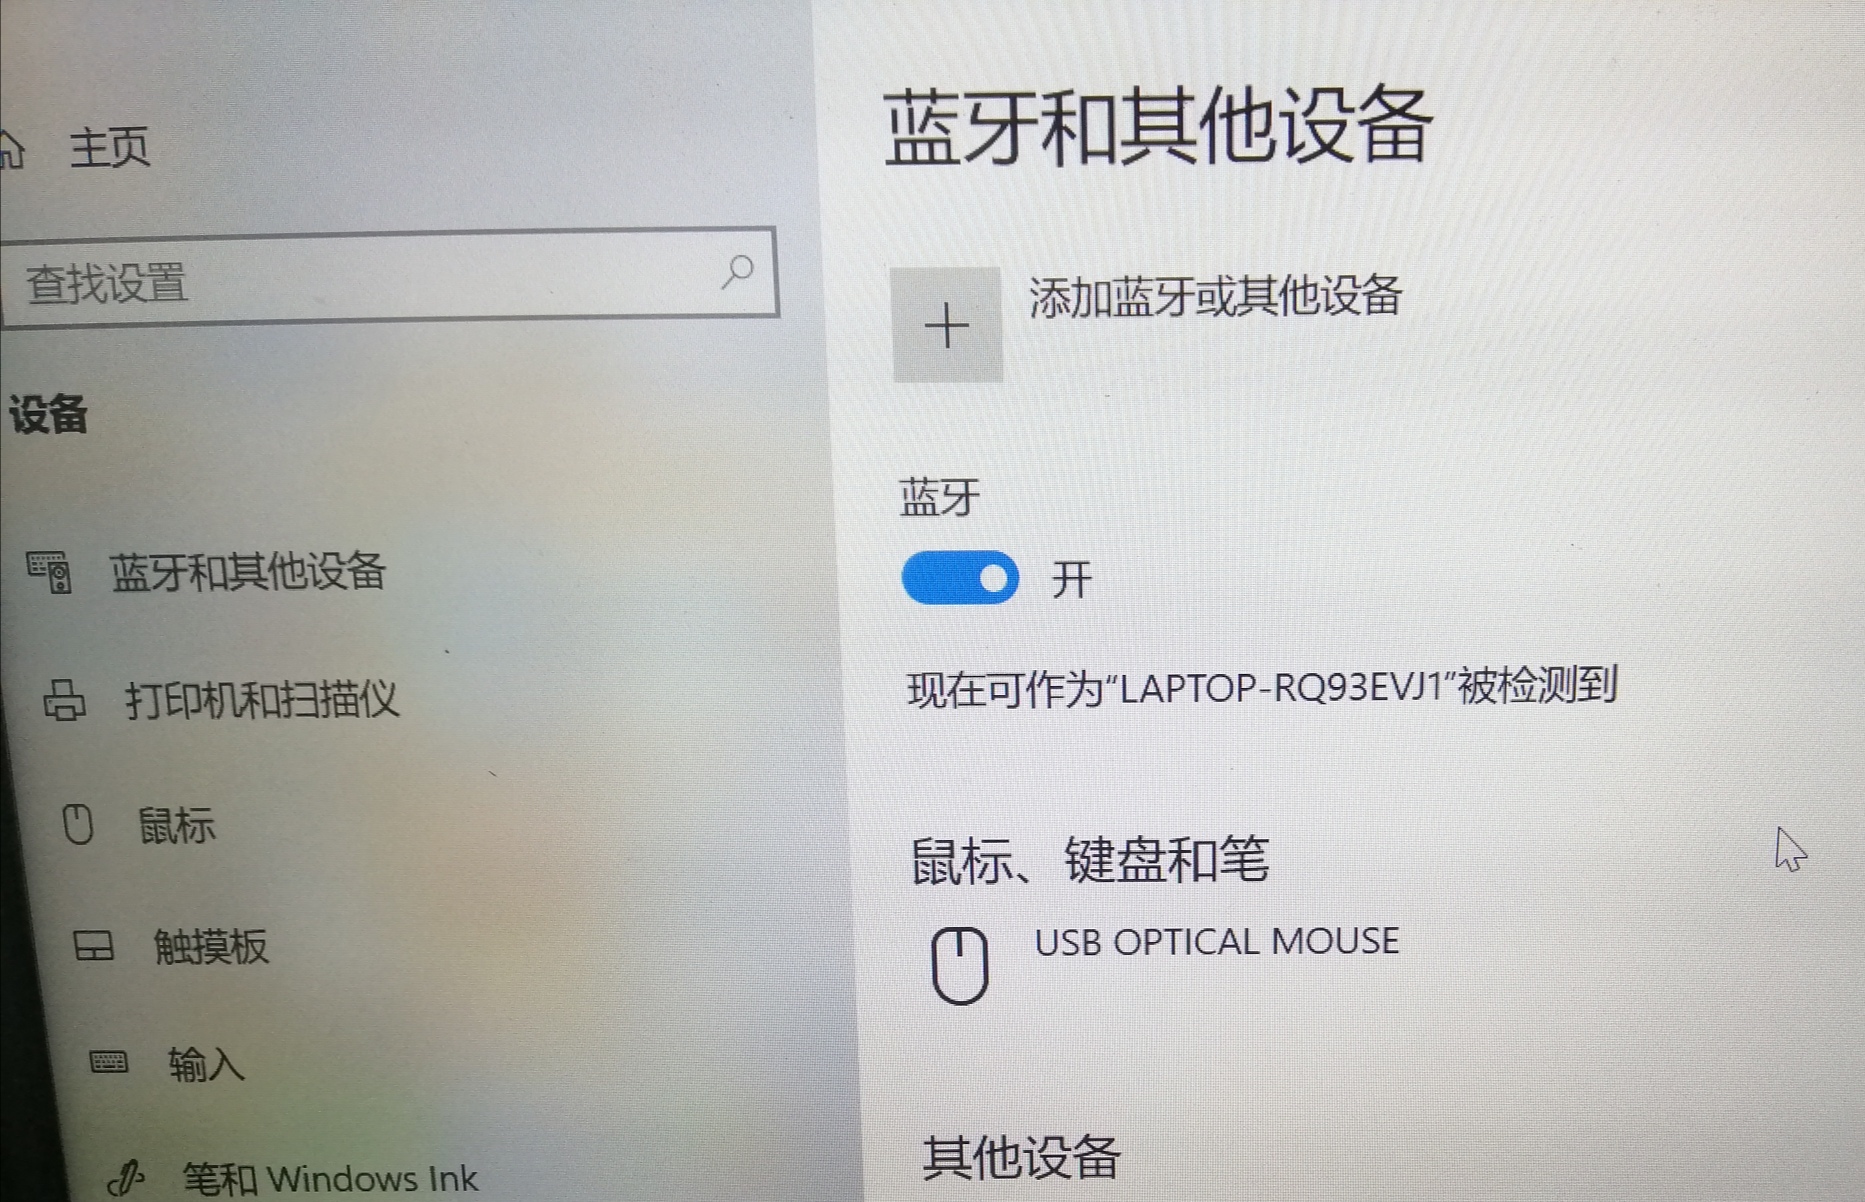 主页
查找设置
设备
蓝牙和其他设备
打印机和扫描仪
鼠标
触摸板
输入
笔和 Windows Ink
蓝牙和其他设备
添加蓝牙或其他设备
蓝牙
开
现在可作为“LAPTOP-RQ93EVJ1”被检测到
鼠标、键盘和笔
USB OPTICAL MOUSE
其他设备